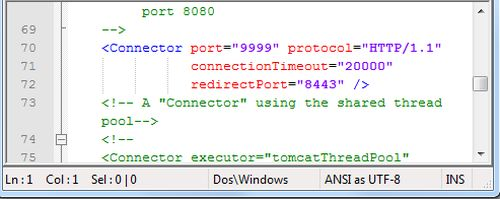 port 8080
69 -->
70 <Connector port="9999" protocol="HTTP/1.1"
71 connectionTimeout="20000"
72 redirectPort="8443" />
73 <!-- A "Connector" using the shared thread
pool-->
74 <!--
75 <Connector executor="tomcatThreadPool"
Ln : 1 Col : 1 Sel : 0 | 0 Dos\Windows ANSI as UTF-8 INS